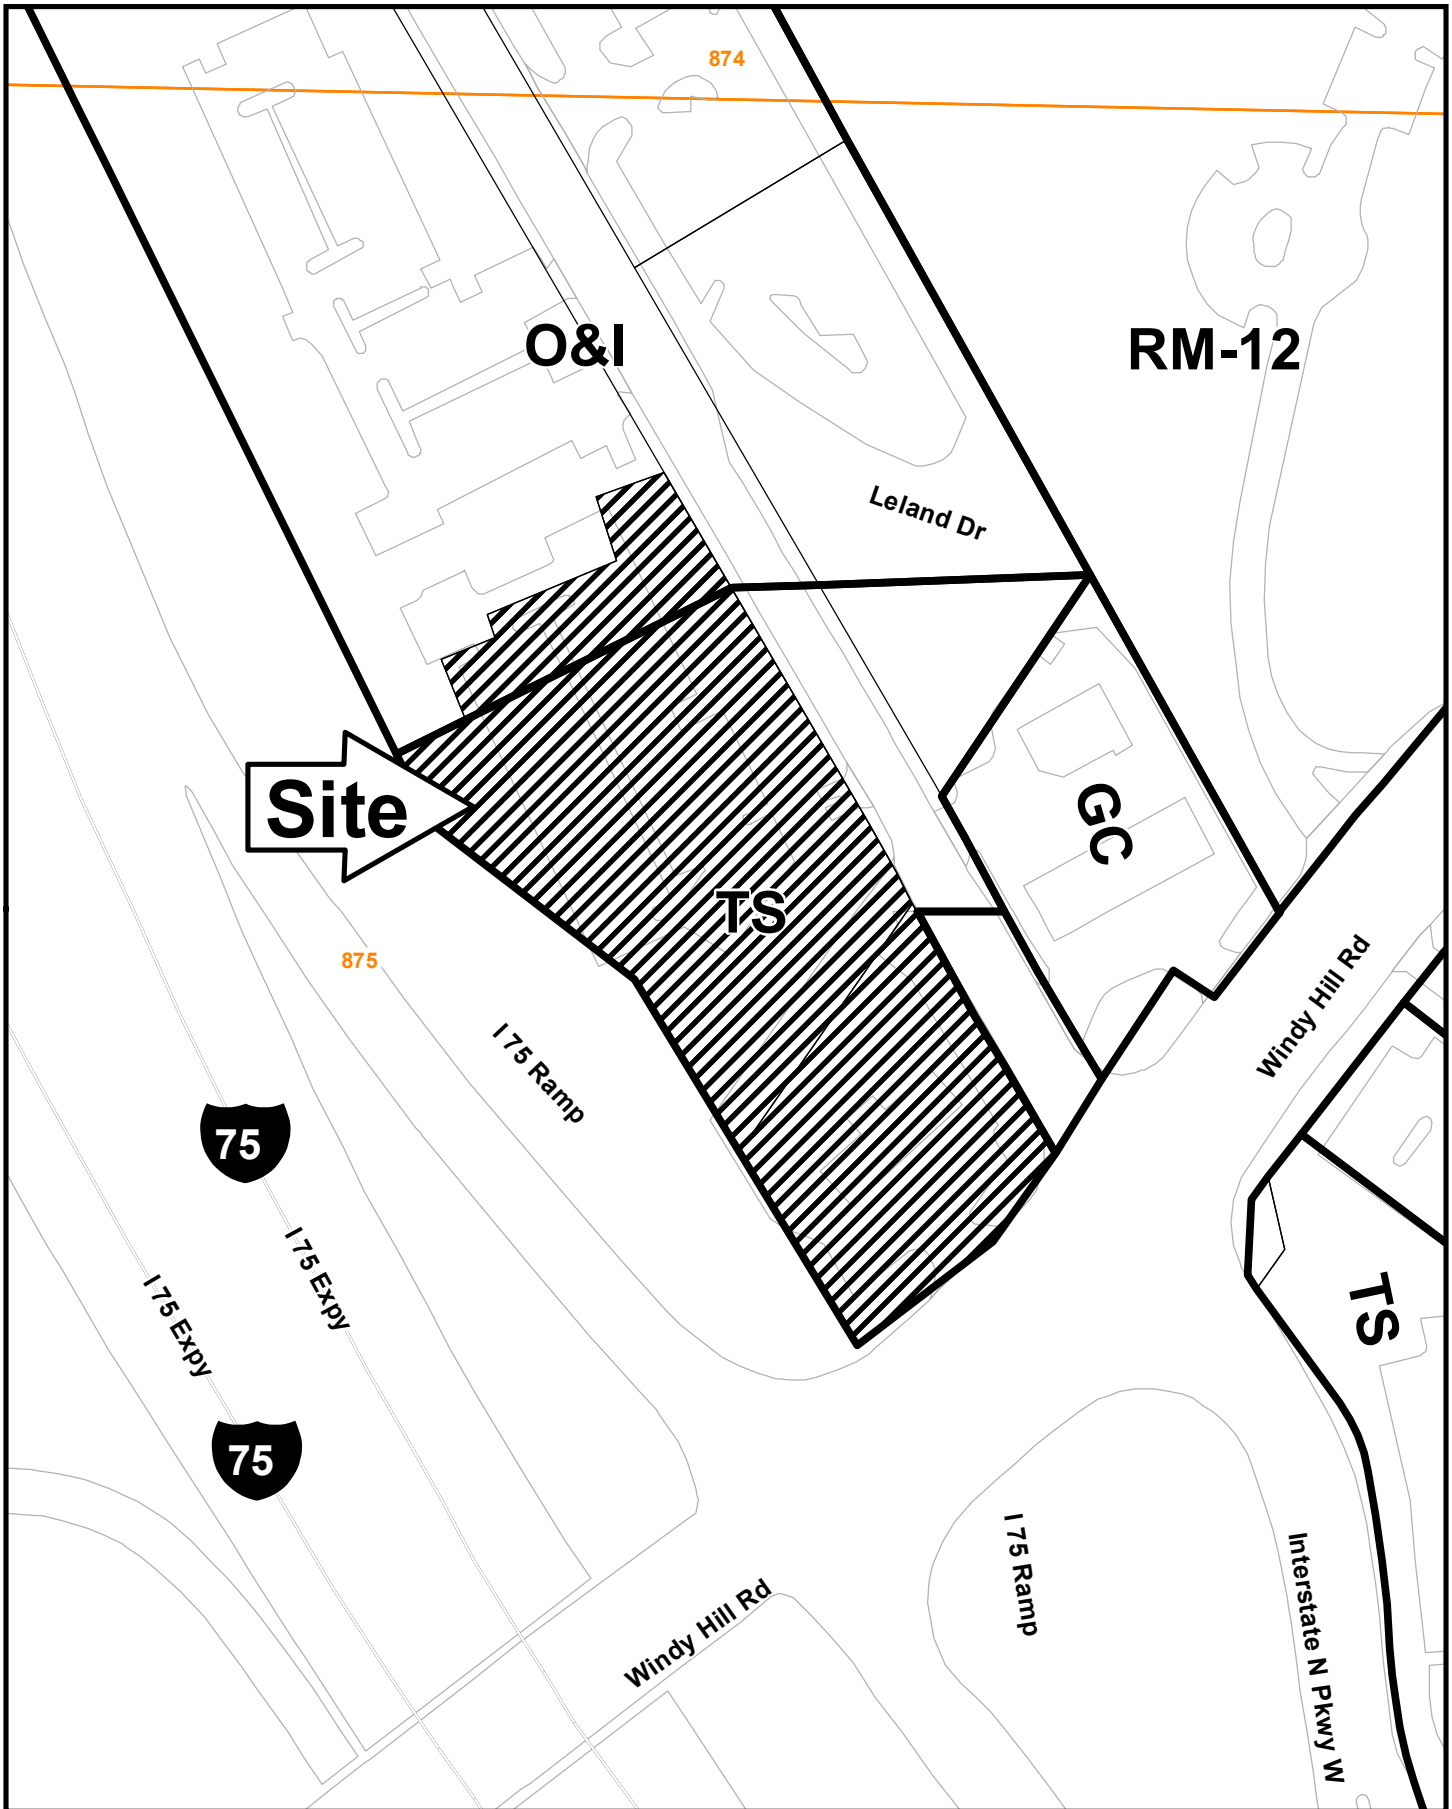 874
O&I
RM-12
Leland Dr
Site
GC
TS
875
Windy Hill Rd
I 75 Ramp
75
I 75 Expy
I 75 Expy
TS
75
I 75 Ramp
Interstate N Pkwy W
Windy Hill Rd